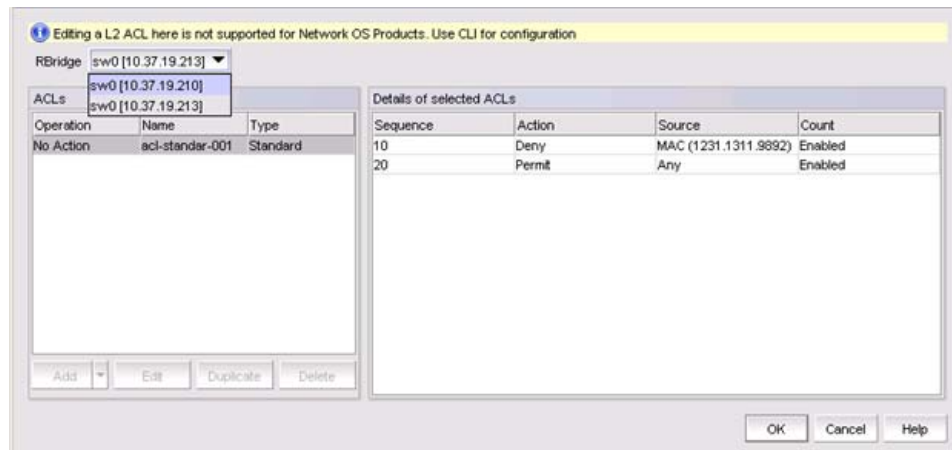 Editing a L2 ACL here is not supported for Network OS Products. Use CLI for configuration
RBridge sw0 [10.37.19.213]
sw0 [10.37.19.210]
sw0 [10.37.19.213]
ACLs
Operation Name Type
No Action acl-standar-001 Standard
Add Edit Duplicate Delete
Details of selected ACLs
Sequence Action Source Count
10 Deny MAC (1231.1311.9892) Enabled
20 Permit Any Enabled
OK Cancel Help